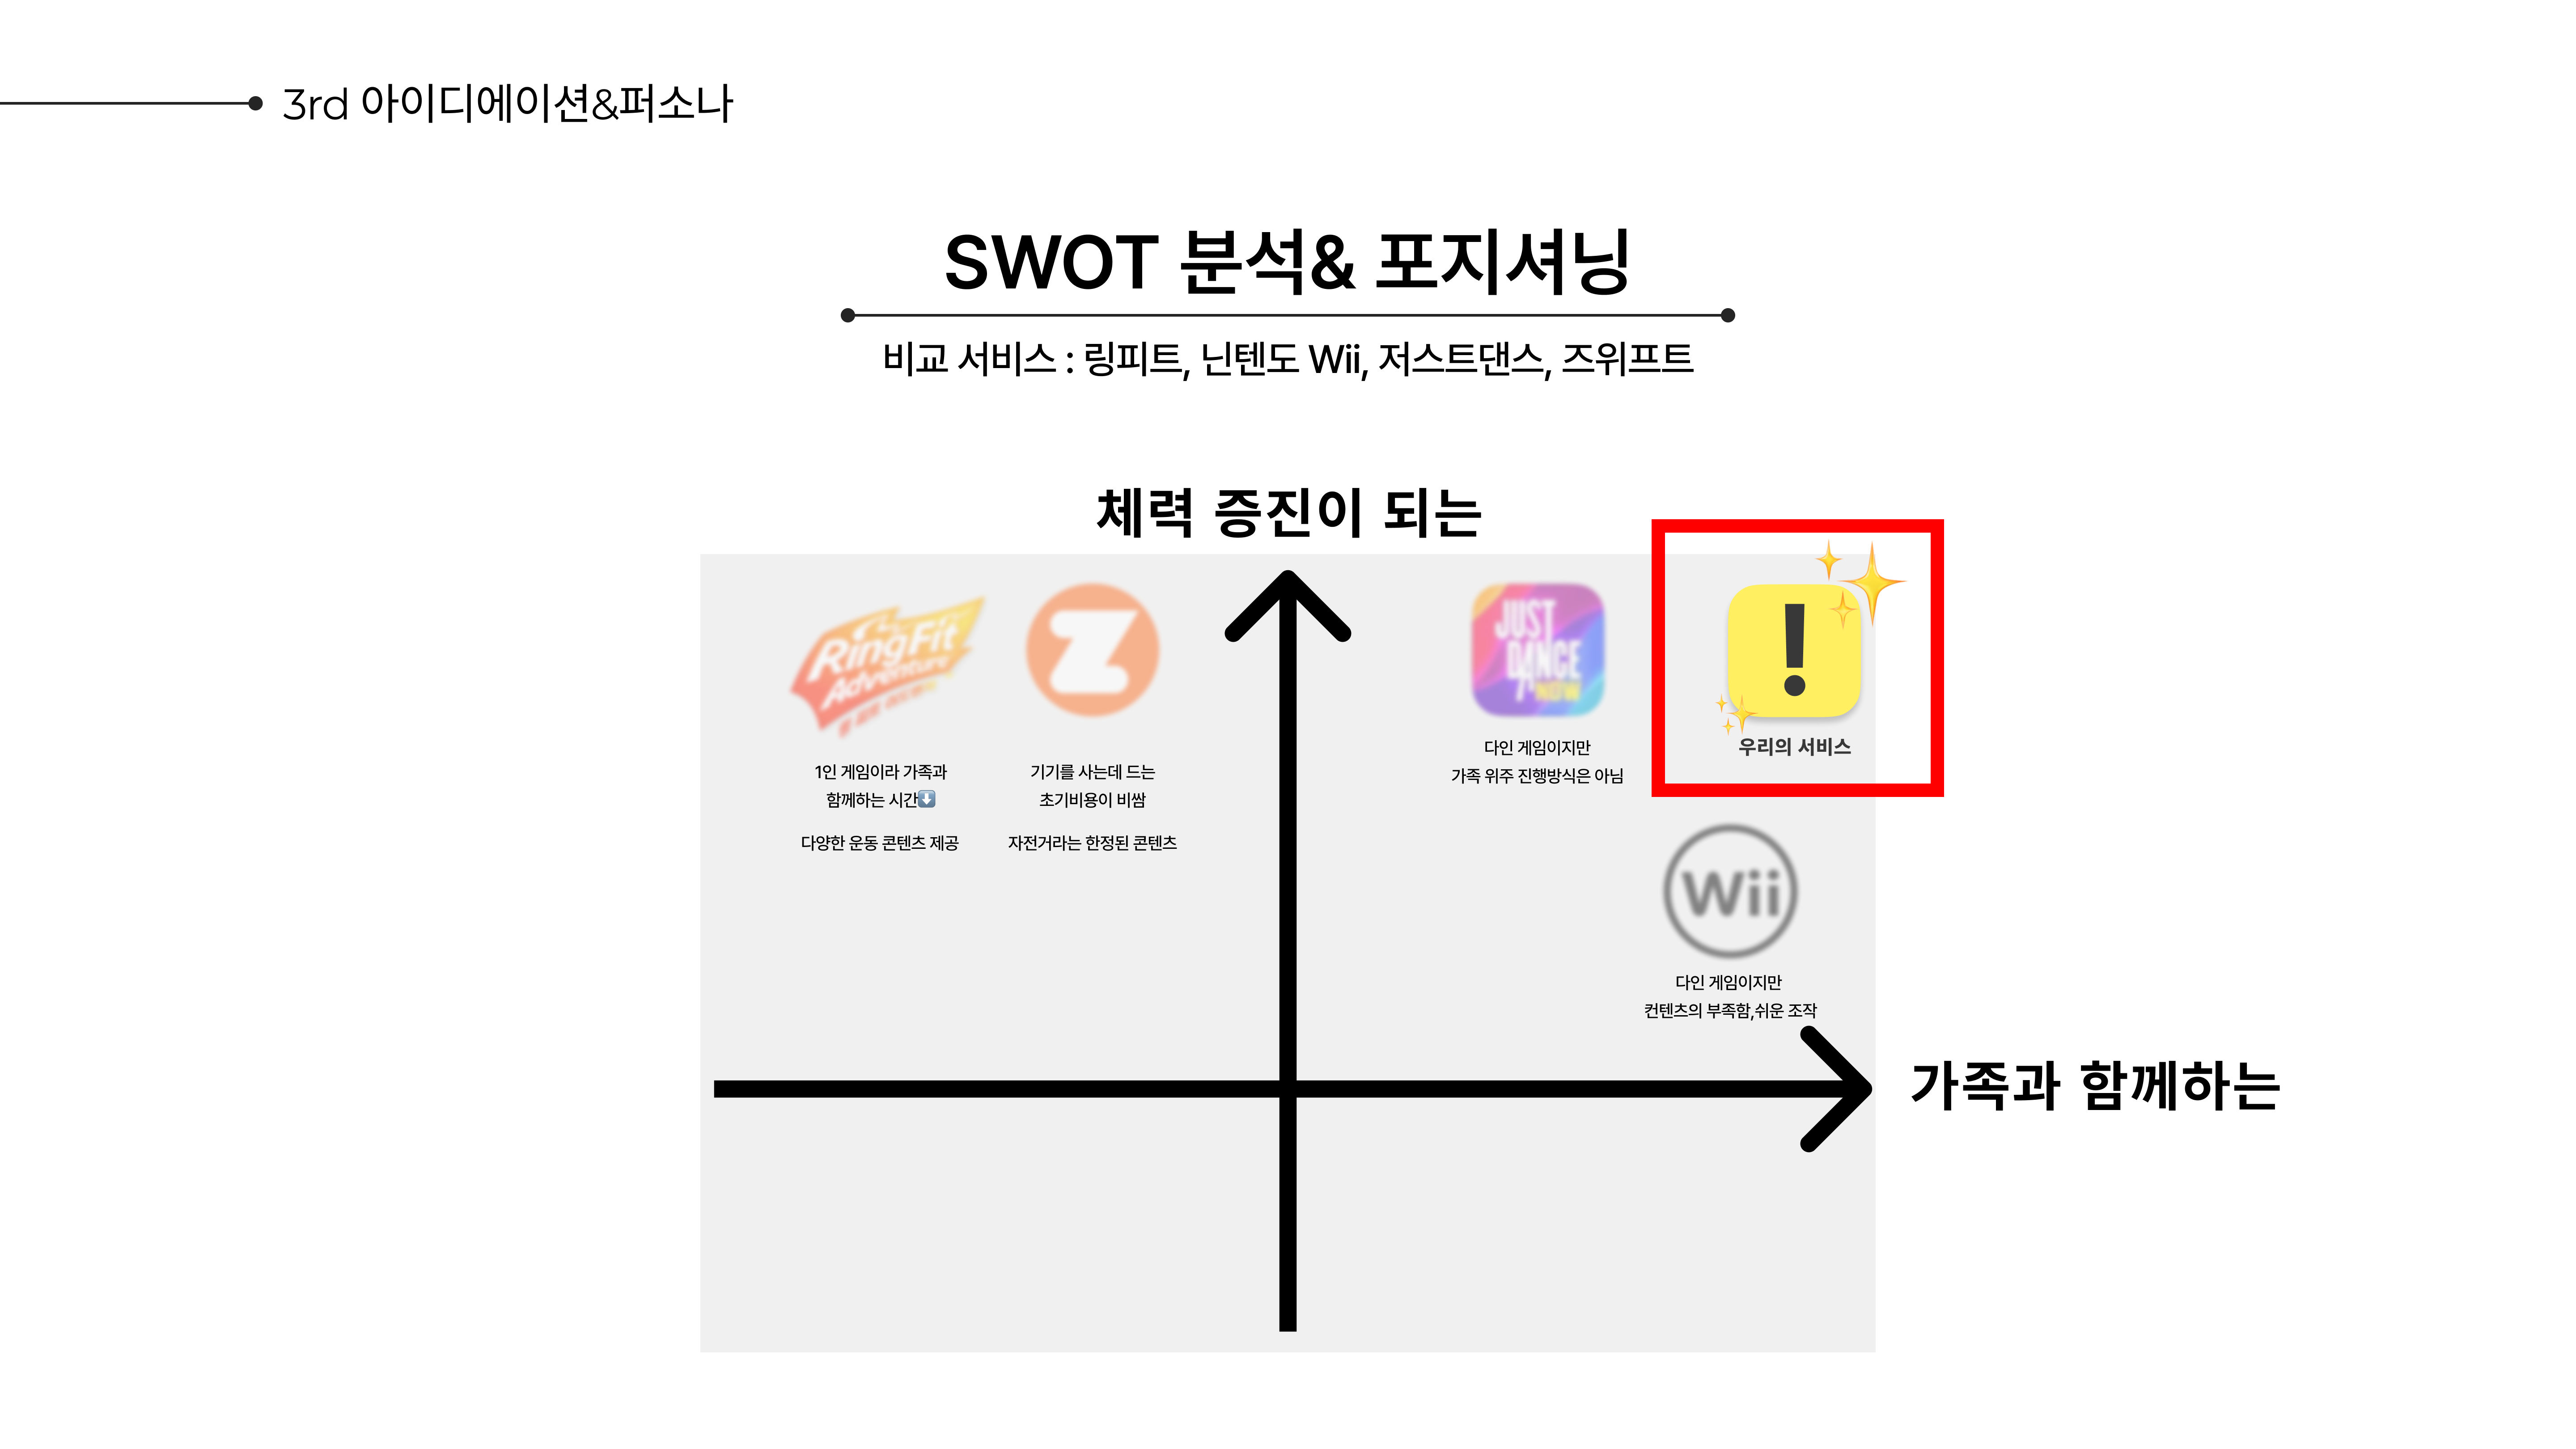 3rd 아이디에이션&퍼소나
SWOT 분석& 포지셔닝
비교 서비스 : 링피트, 닌텐도 Wii, 저스트댄스, 즈위프트
체력 증진이 되는
RingFit
Adventure
1인 게임이라 가족과
함께하는 시간⬇️
다양한 운동 콘텐츠 제공
기기를 사는데 드는
초기비용이 비쌈
자전거라는 한정된 콘텐츠
JUST
DANCE
NOW
다인 게임이지만
가족 위주 진행방식은 아님
!
우리의 서비스
Wii
다인 게임이지만
컨텐츠의 부족함,쉬운 조작
가족과 함께하는